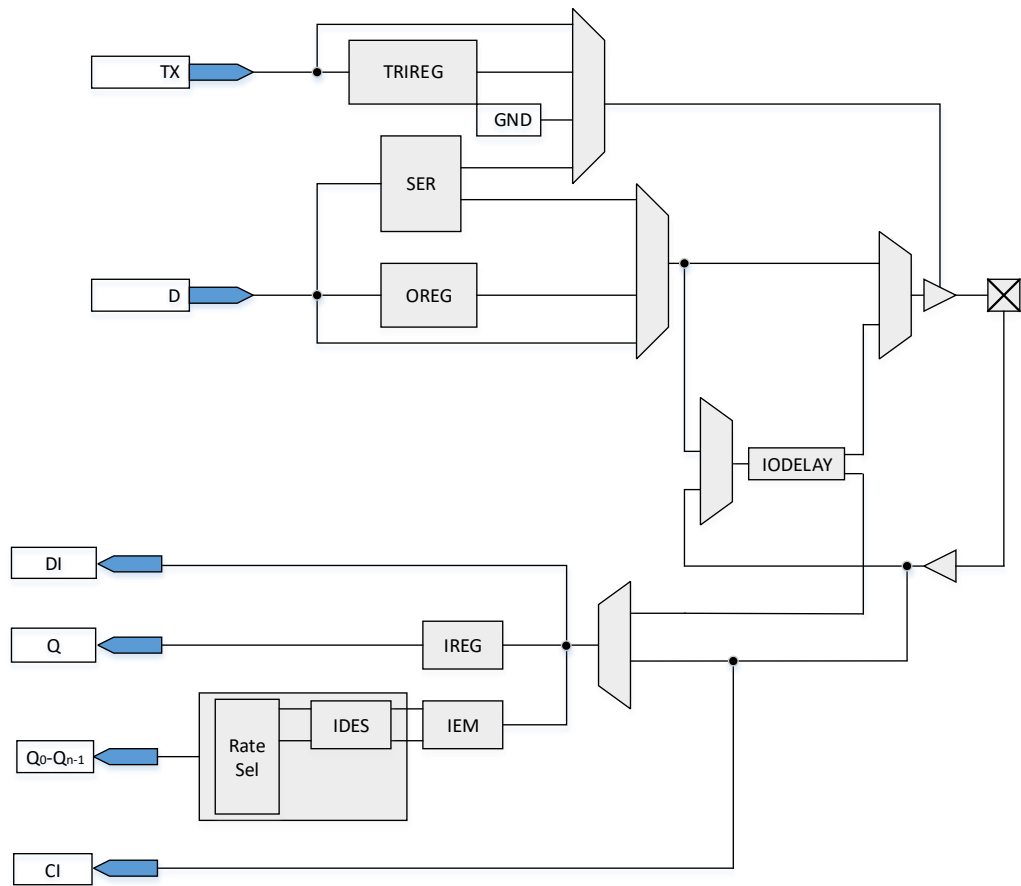 TX
TRIREG
GND
SER
D
OREG
IODELAY
DI
Q
IREG
Q0-Qn-1
Rate
Sel
IDES
IEM
CI